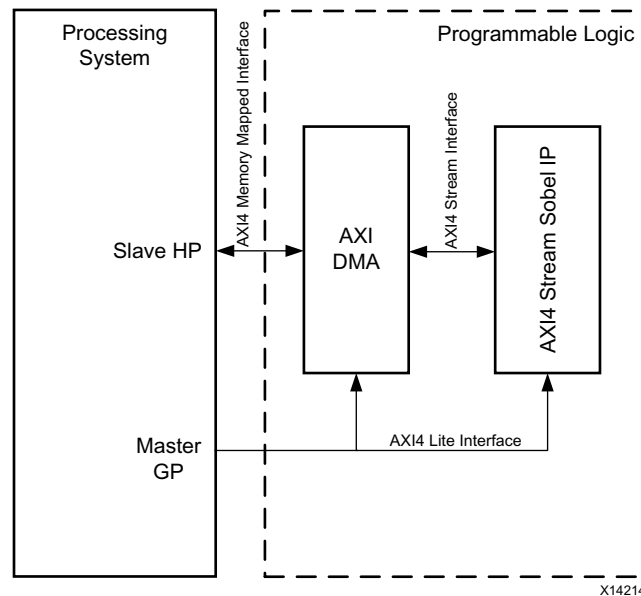 Processing
System
Programmable Logic
AXI4 Memory Mapped Interface
AXI4 Stream Interface
AXI4 Stream Sobel IP
AXI
DMA
Slave HP
Master
GP
AXI4 Lite Interface
X14214